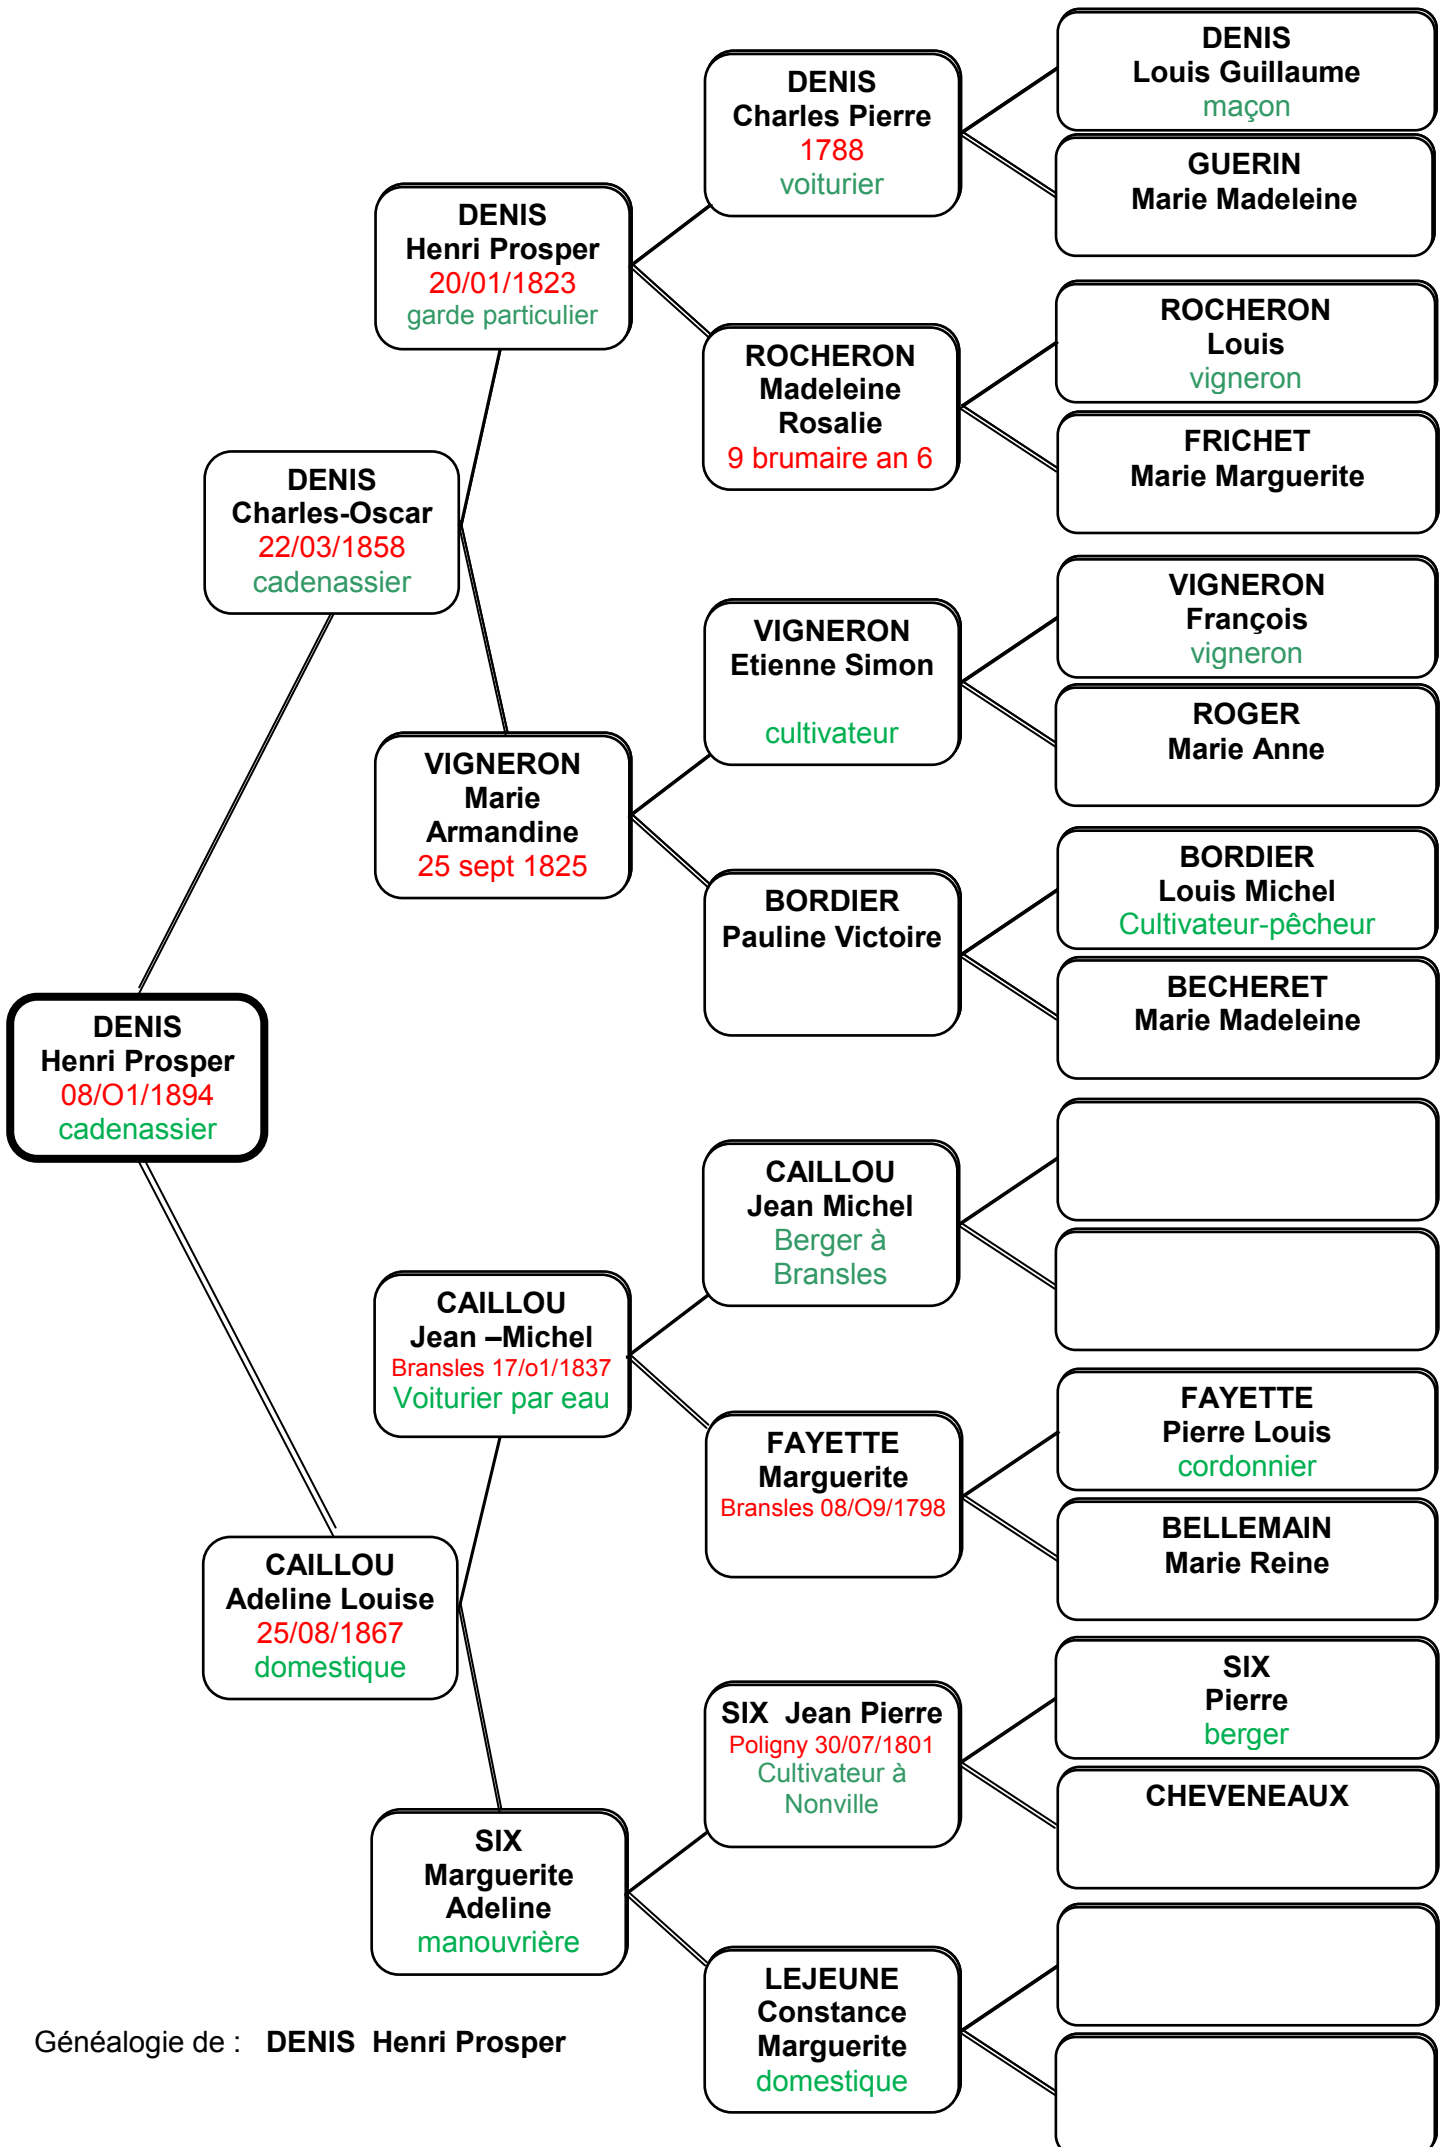 DENIS
Louis Guillaume
maçon
GUERIN
Marie Madeleine
DENIS
Charles Pierre
1788
voiturier
DENIS
Henri Prosper
20/01/1823
garde particulier
ROCHERON
Louis
vigneron
ROCHERON
Madeleine
Rosalie
9 brumaire an 6
FRICHET
Marie Marguerite
DENIS
Charles-Oscar
22/03/1858
cadenassier
VIGNERON
François
vigneron
VIGNERON
Etienne Simon
cultivateur
ROGER
Marie Anne
VIGNERON
Marie
Armandine
25 sept 1825
BORDIER
Louis Michel
Cultivateur-pêcheur
BORDIER
Pauline Victoire
BECHERET
Marie Madeleine
DENIS
Henri Prosper
08/O1/1894
cadenassier
CAILLOU
Jean Michel
Berger à
Bransles
CAILLOU
Jean –Michel
Bransles 17/o1/1837
Voiturier par eau
FAYETTE
Pierre Louis
cordonnier
FAYETTE
Marguerite
Bransles 08/O9/1798
BELLEMAIN
Marie Reine
CAILLOU
Adeline Louise
25/08/1867
domestique
SIX
Pierre
berger
SIX  Jean Pierre
Poligny 30/07/1801
Cultivateur à
Nonville
CHEVENEAUX
SIX
Marguerite
Adeline
manouvrière
LEJEUNE
Constance
Marguerite
domestique
Généalogie de :   DENIS  Henri Prosper